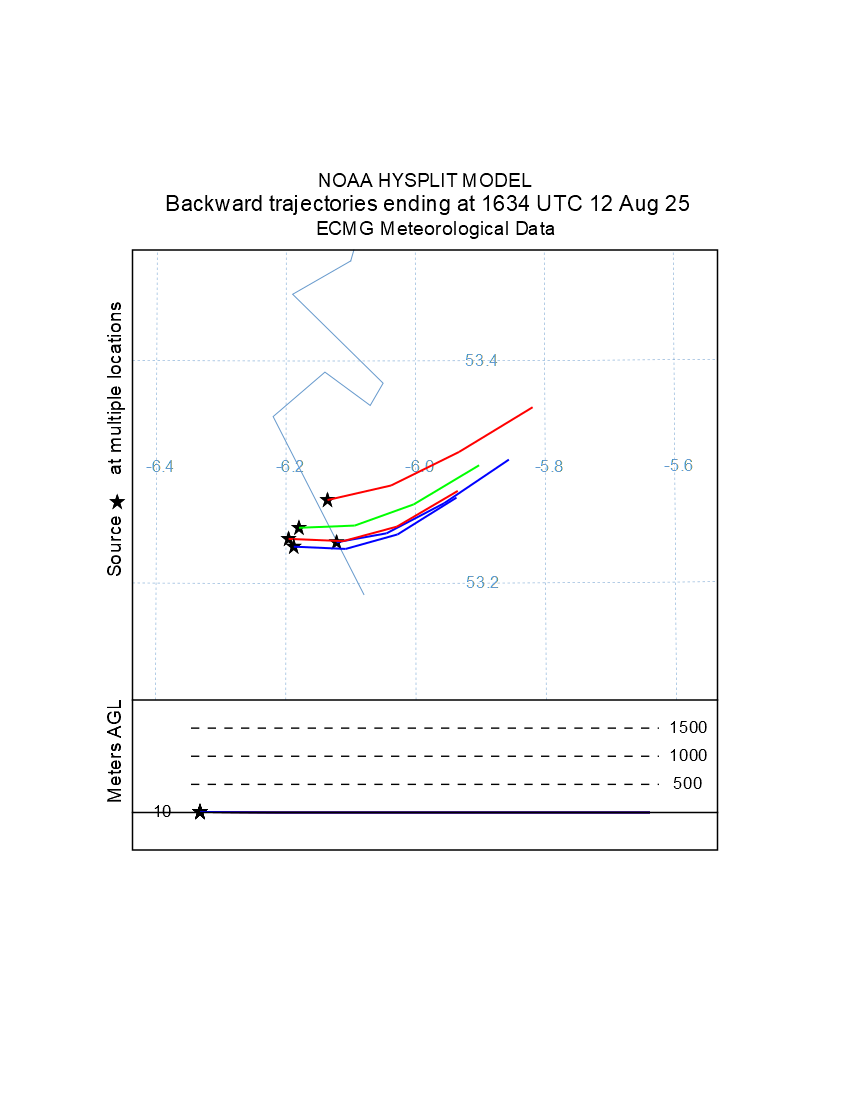 NOAA HYSPLIT MODEL
Backward trajectories ending at 1634 UTC 12 Aug 25
ECMG Meteorological Data
Source ★ at multiple locations
53.4
-6.4 -6.2 -6.0 -5.8 -5.6
53.2
Meters AGL
1500
1000
500
10